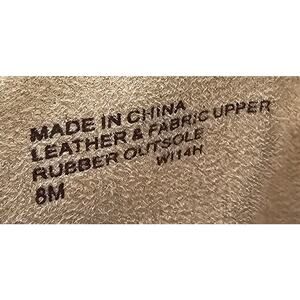 MADE IN CHINA
LEATHER & FABRIC UPPER
RUBBER OUTSOLE
WI14H
8M